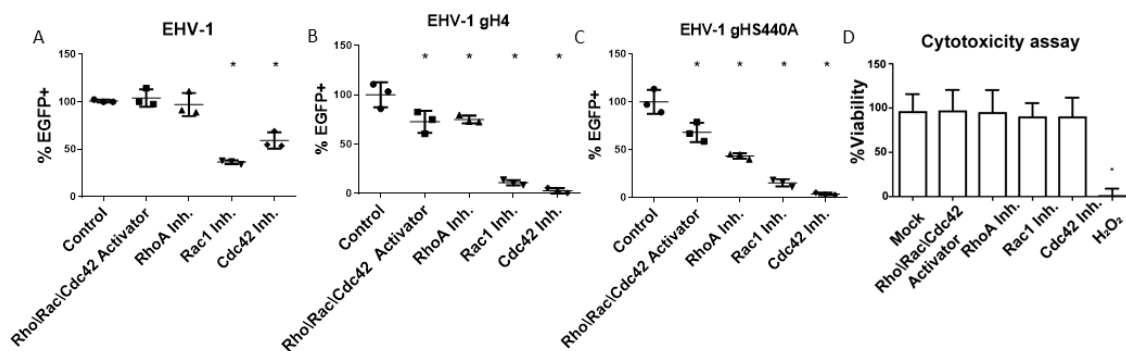 A
EHV-1
% EGFP+
150
100
50
0
*
*
Control
Rho\Rac\Cdc42 Activator
RhoA Inh.
Rac1 Inh.
Cdc42 Inh.
B
EHV-1 gH4
% EGFP+
150
100
50
0
*
*
*
*
Control
Rho\Rac\Cdc42 Activator
RhoA Inh.
Rac1 Inh.
Cdc42 Inh.
C
EHV-1 gHS440A
% EGFP+
150
100
50
0
*
*
*
*
Control
Rho\Rac\Cdc42 Activator
RhoA Inh.
Rac1 Inh.
Cdc42 Inh.
D
Cytotoxicity assay
%Viability
150
100
50
0
*
Mock
Rho\Rac\Cdc42
Activator
RhoA Inh.
Rac1 Inh.
Cdc42 Inh.
H₂O₂